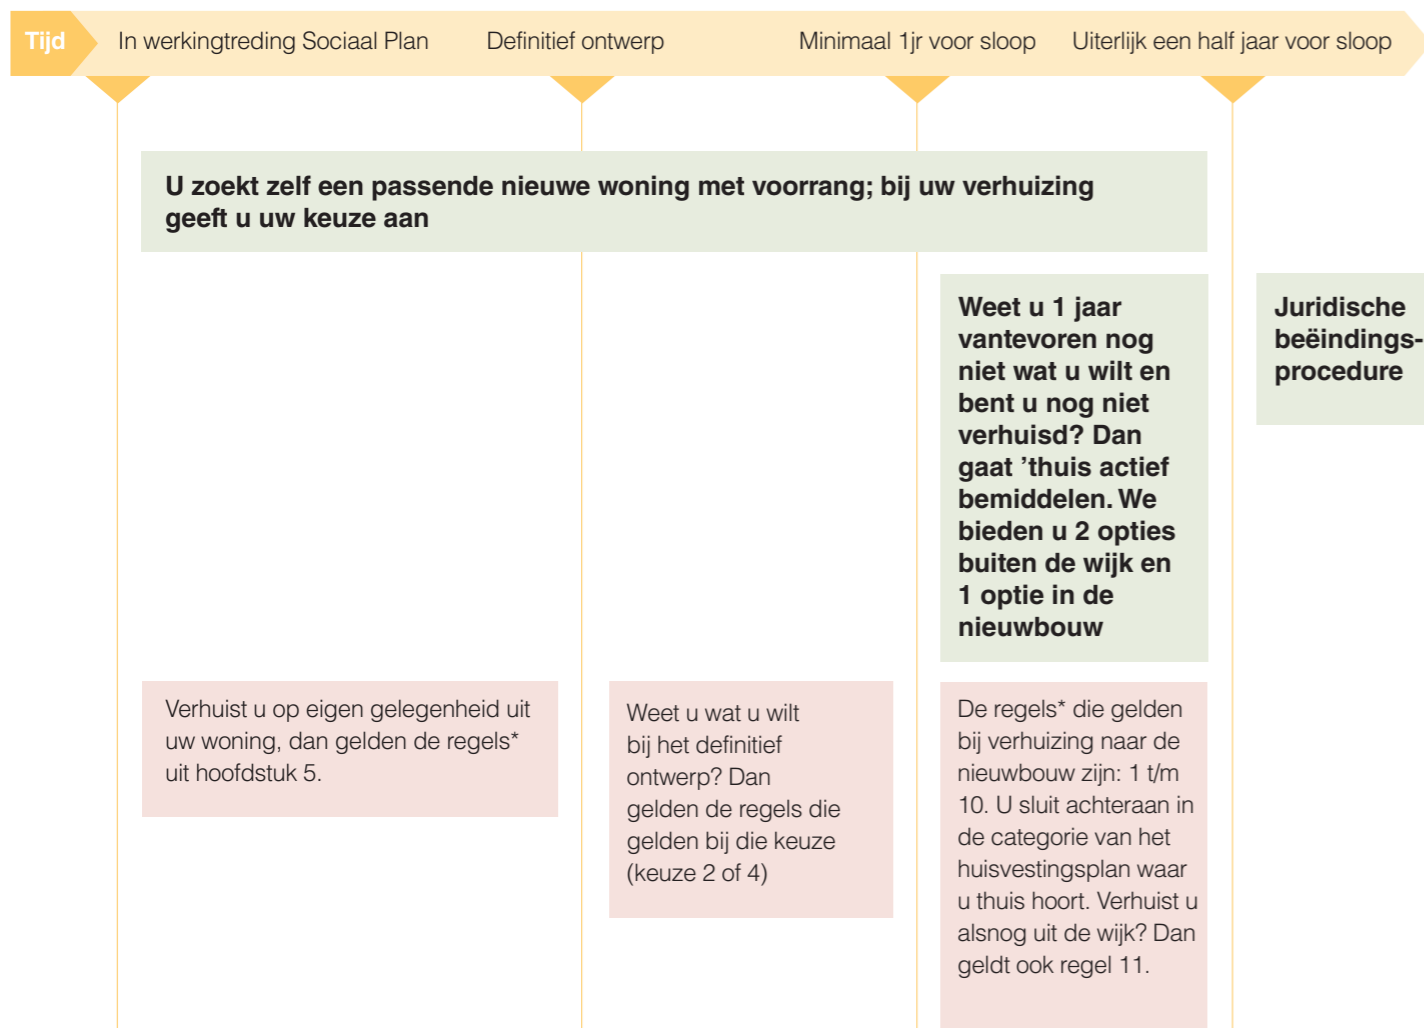 Tijd In werkingtreding Sociaal Plan Definitief ontwerp Minimaal 1jr voor sloop Uiterlijk een half jaar voor sloop
U zoekt zelf een passende nieuwe woning met voorrang; bij uw verhuizing
geeft u uw keuze aan
Weet u 1 jaar
vantevoren nog
niet wat u wilt en
bent u nog niet
verhuisd? Dan
gaat ’thuis actief
bemiddelen. We
bieden u 2 opties
buiten de wijk en
1 optie in de
nieuwbouw
Juridische
beëindings-
procedure
Verhuist u op eigen gelegenheid uit
uw woning, dan gelden de regels*
uit hoofdstuk 5.
Weet u wat u wilt
bij het definitief
ontwerp? Dan
gelden de regels die
gelden bij die keuze
(keuze 2 of 4)
De regels* die gelden
bij verhuizing naar de
nieuwbouw zijn: 1 t/m
10. U sluit achteraan in
de categorie van het
huisvestingsplan waar
u thuis hoort. Verhuist u
alsnog uit de wijk? Dan
geldt ook regel 11.